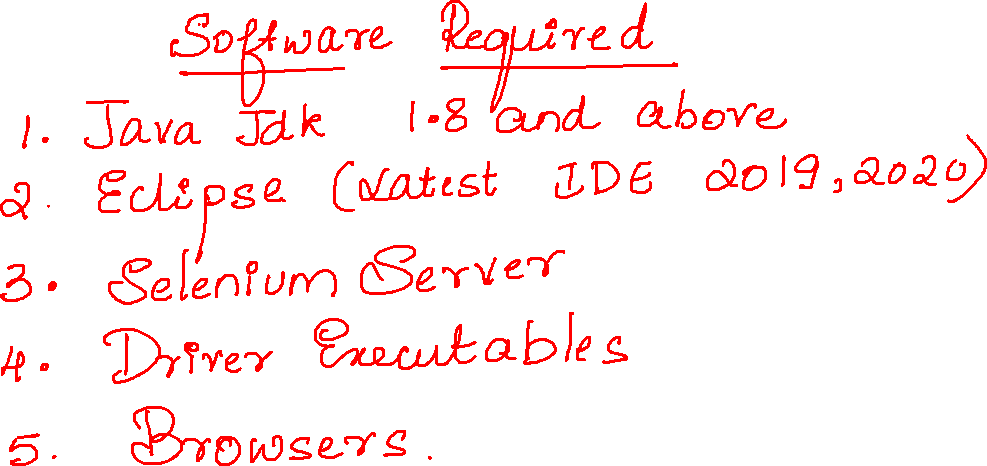 Software Required
1. Java Jdk 1.8 and above
2. Eclipse (Latest IDE 2019, 2020)
3. Selenium Server
4. Driver Executables
5. Browsers.